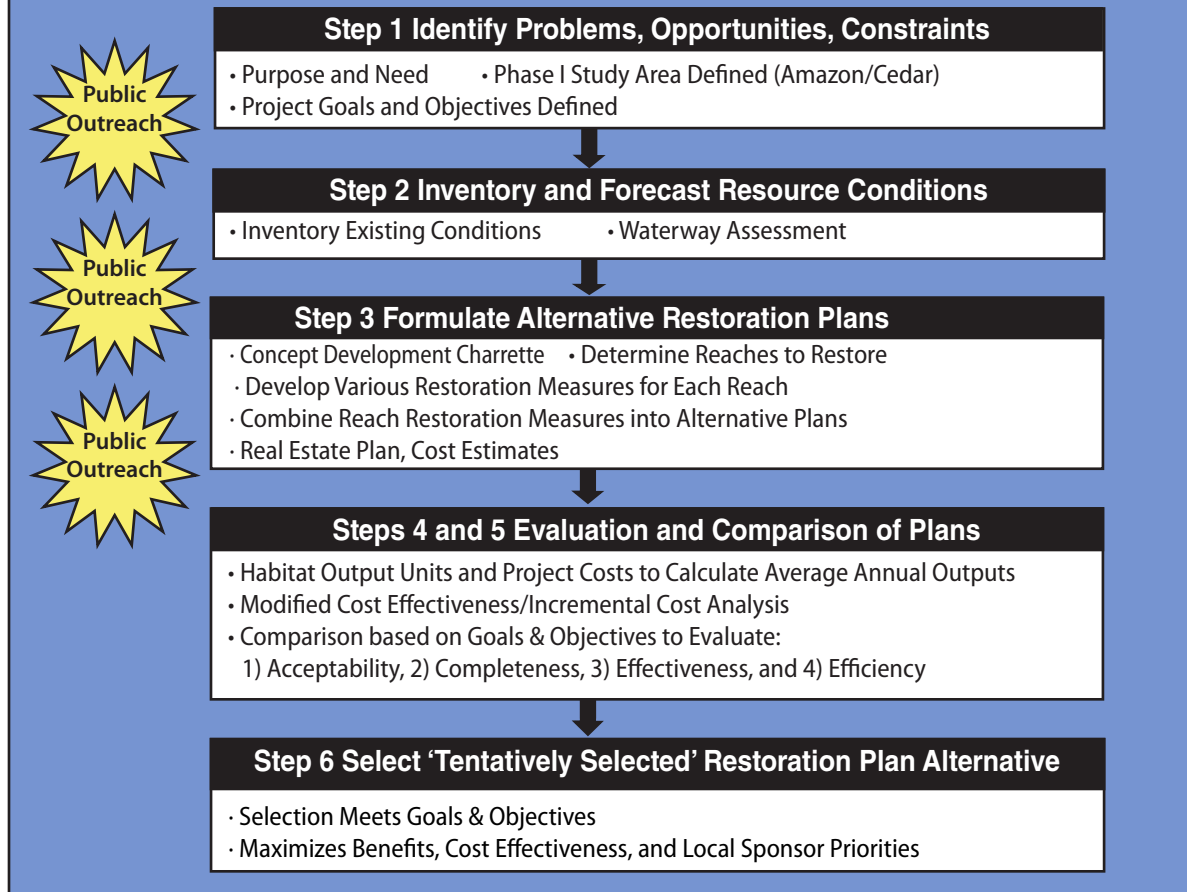 Step 1 Identify Problems, Opportunities, Constraints
• Purpose and Need • Phase I Study Area Defined (Amazon/Cedar)
• Project Goals and Objectives Defined
Public
Outreach
Step 2 Inventory and Forecast Resource Conditions
• Inventory Existing Conditions • Waterway Assessment
Public
Outreach
Step 3 Formulate Alternative Restoration Plans
· Concept Development Charrette • Determine Reaches to Restore
· Develop Various Restoration Measures for Each Reach
• Combine Reach Restoration Measures into Alternative Plans
· Real Estate Plan, Cost Estimates
Public
Outreach
Steps 4 and 5 Evaluation and Comparison of Plans
• Habitat Output Units and Project Costs to Calculate Average Annual Outputs
• Modified Cost Effectiveness/Incremental Cost Analysis
• Comparison based on Goals & Objectives to Evaluate:
1) Acceptability, 2) Completeness, 3) Effectiveness, and 4) Efficiency
Step 6 Select ‘Tentatively Selected’ Restoration Plan Alternative
· Selection Meets Goals & Objectives
· Maximizes Benefits, Cost Effectiveness, and Local Sponsor Priorities